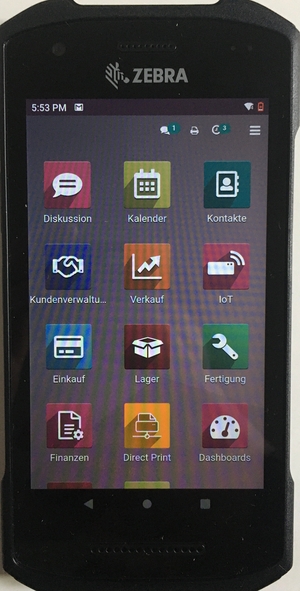 ZEBRA
5:53 PM
1
3
Diskussion
Kalender
Kontakte
Kundenverwaltu...
Verkauf
IoT
Einkauf
Lager
Fertigung
Finanzen
Direct Print
Dashboards